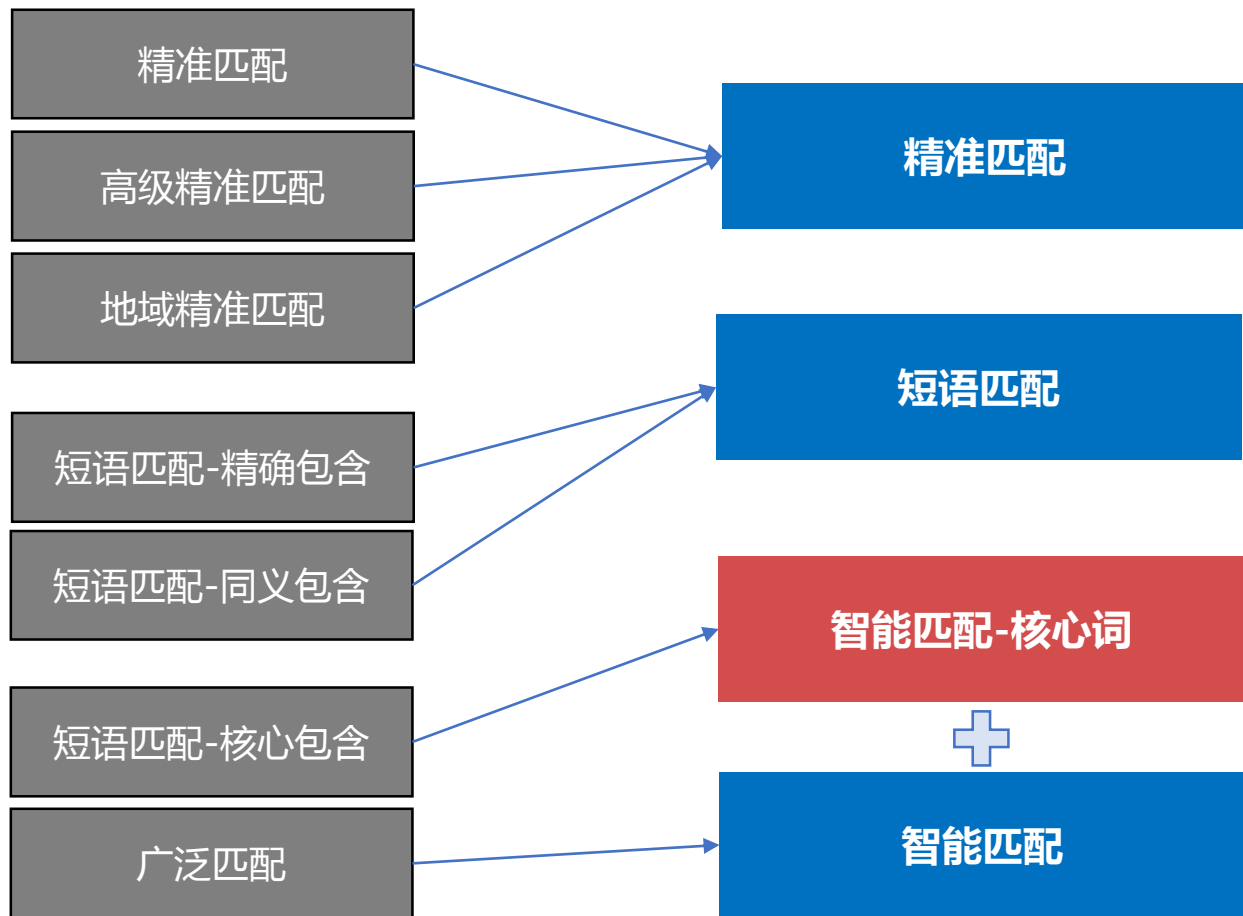 精准匹配
高级精准匹配
地域精准匹配
短语匹配-精确包含
短语匹配-同义包含
短语匹配-核心包含
广泛匹配
精准匹配
短语匹配
智能匹配-核心词
智能匹配